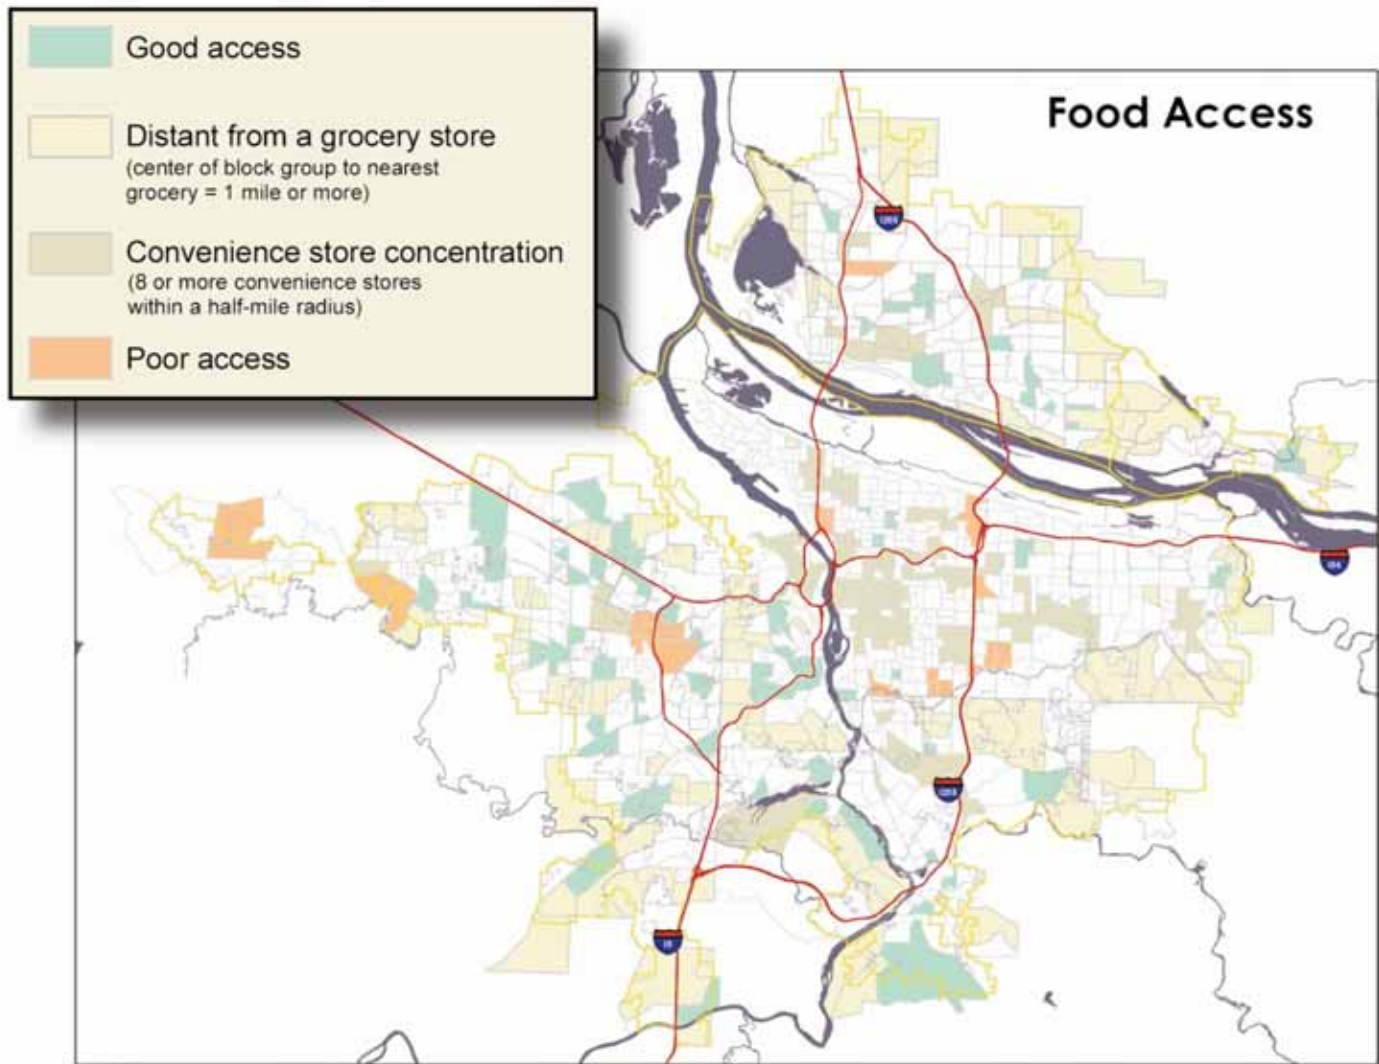 Good access
Distant from a grocery store
(center of block group to nearest
grocery = 1 mile or more)
Convenience store concentration
(8 or more convenience stores
within a half-mile radius)
Poor access
Food Access